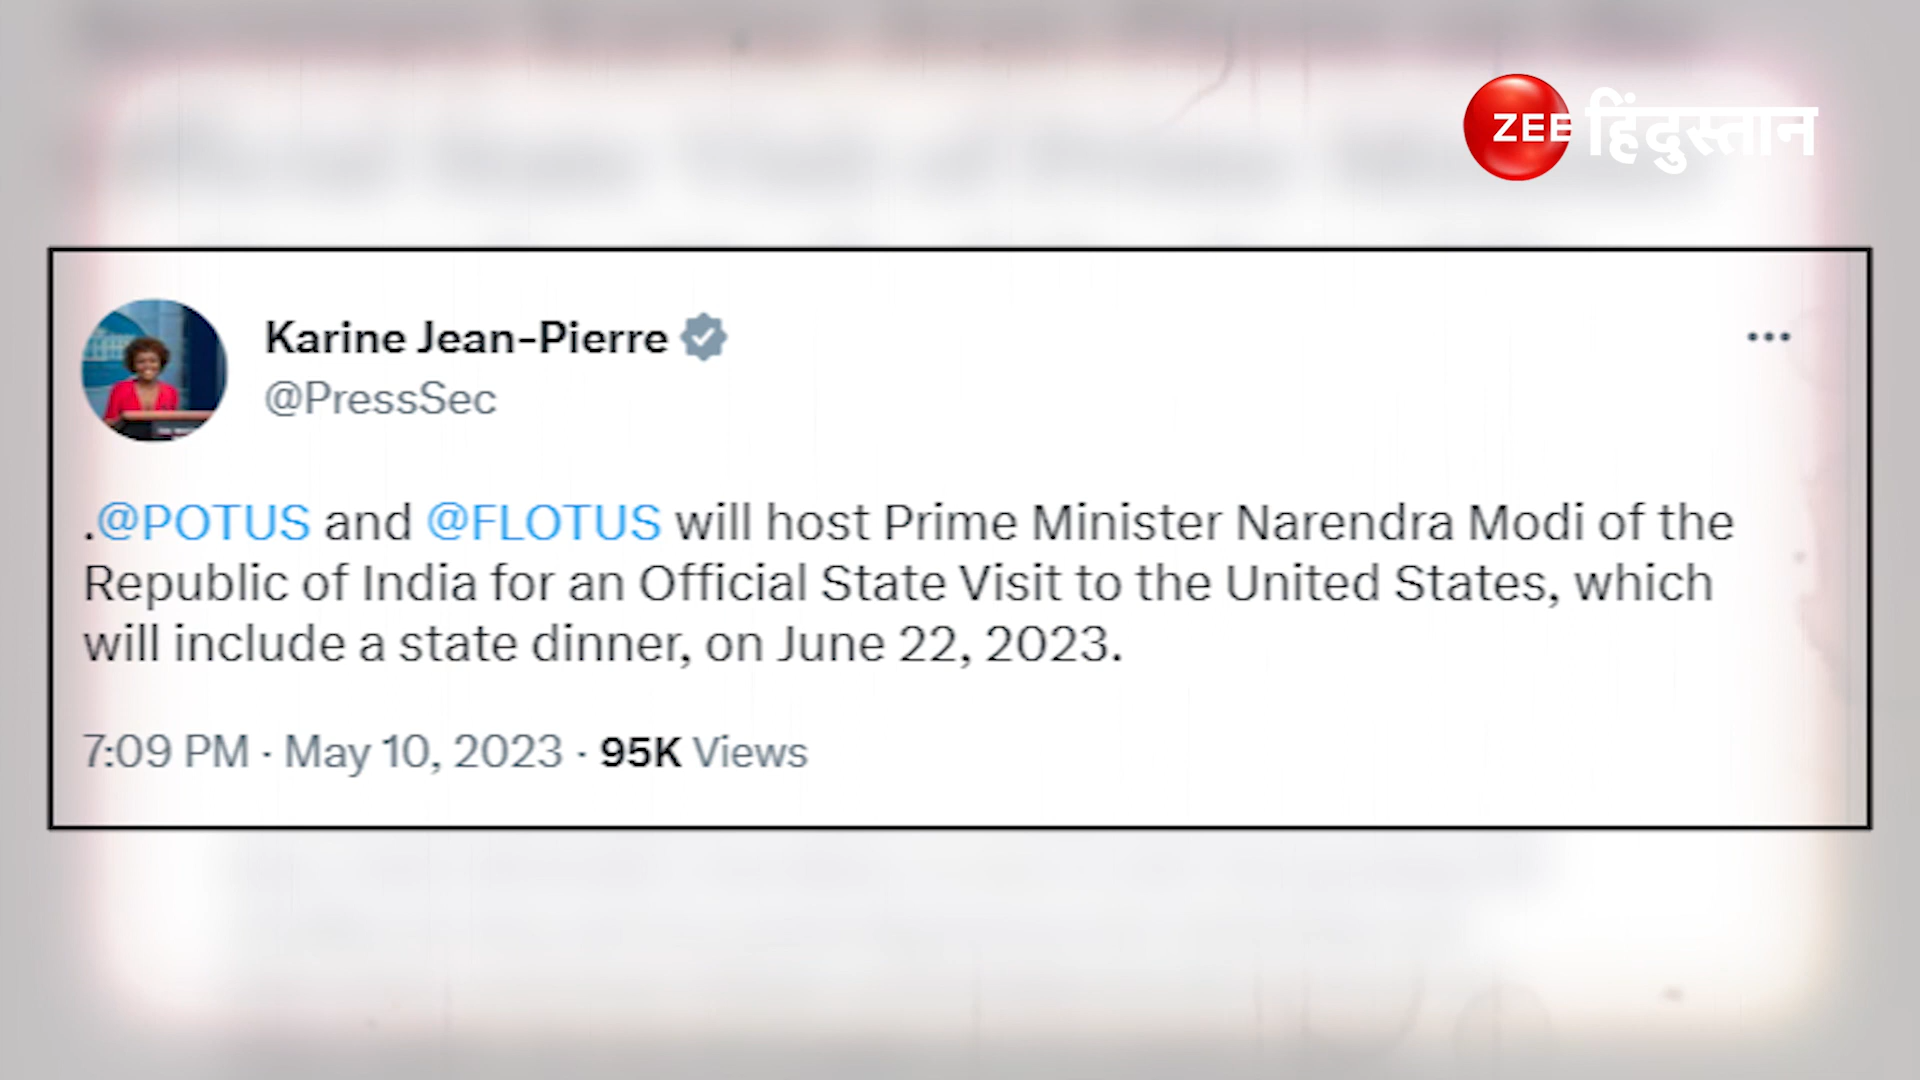 ZEE हिंदुस्तान
Karine Jean-Pierre
@PressSec
.@POTUS and @FLOTUS will host Prime Minister Narendra Modi of the
Republic of India for an Official State Visit to the United States, which
will include a state dinner, on June 22, 2023.
7:09 PM · May 10, 2023 · 95K Views